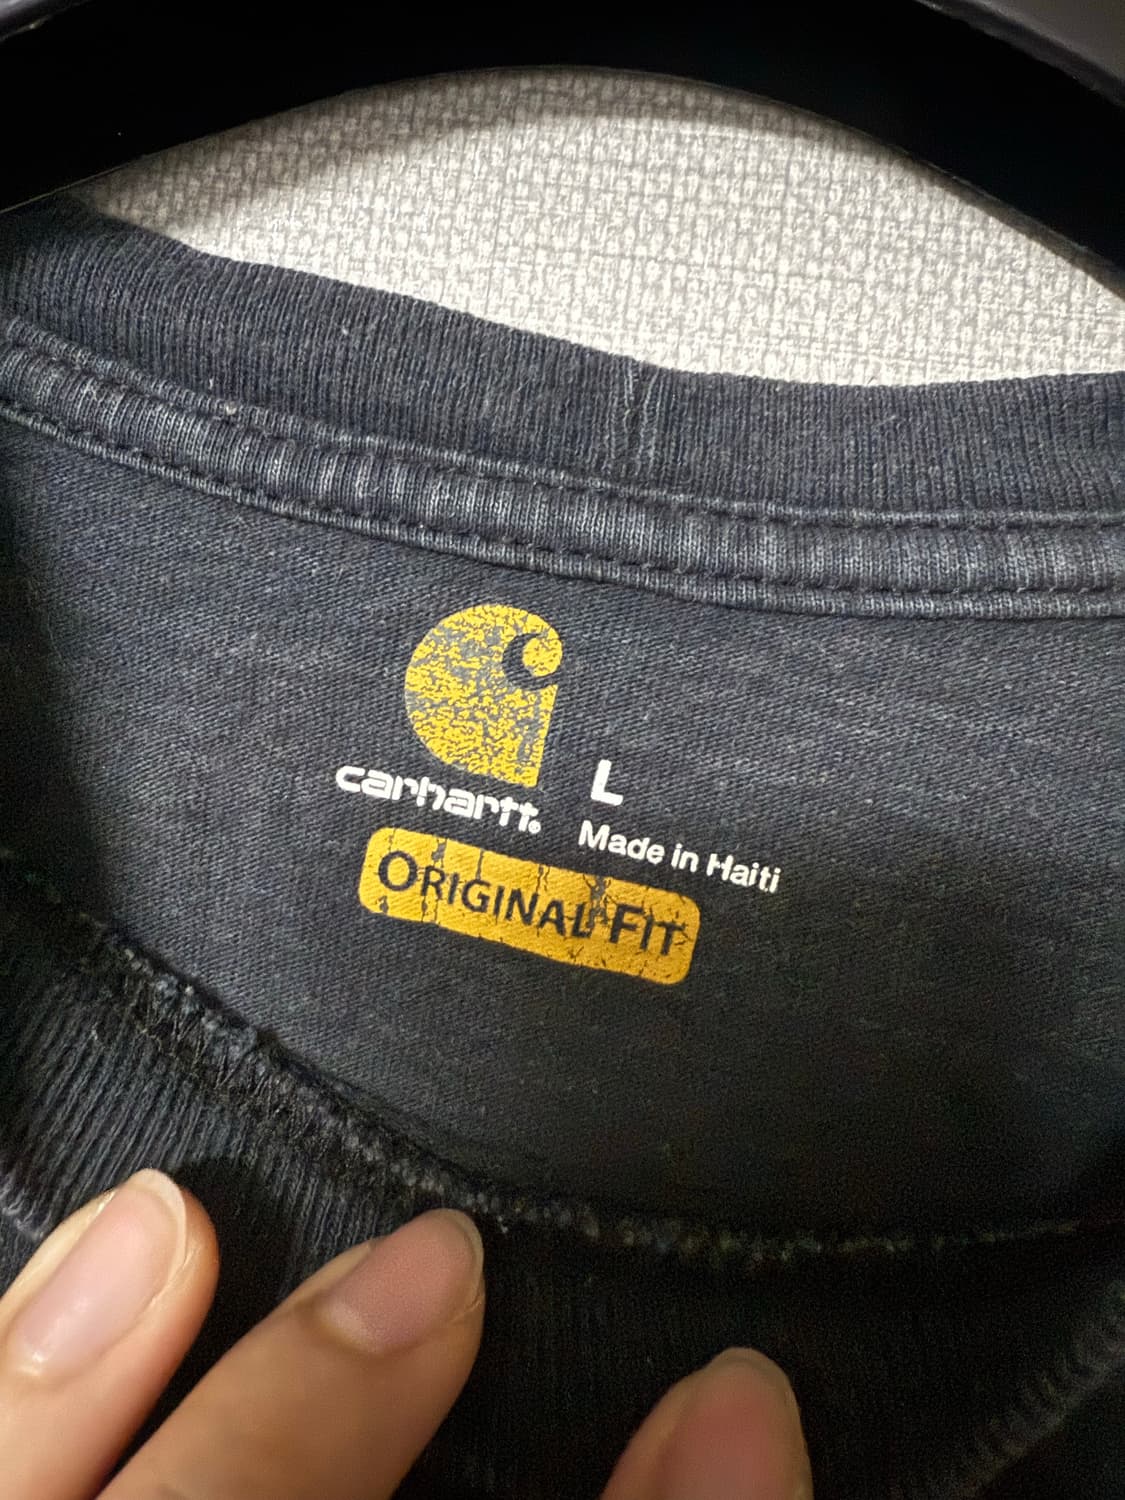 carhartt.
L
Made in Haiti
ORIGINAL FIT